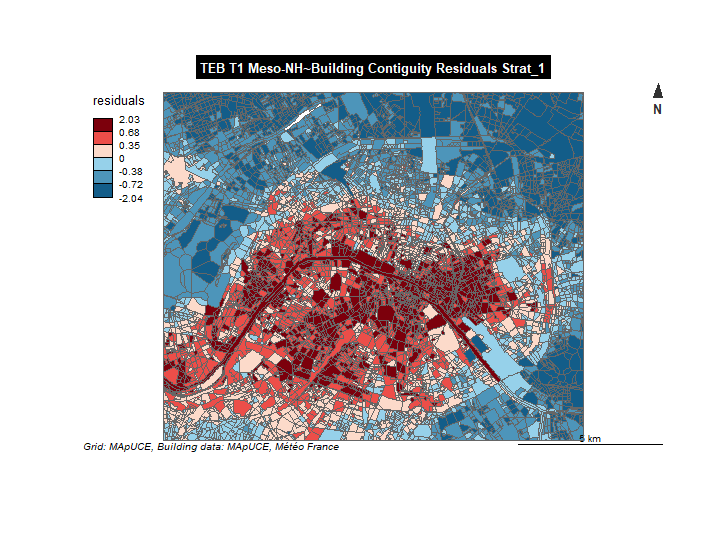 TEB T1 Meso-NH~Building Contiguity Residuals Strat_1
residuals
2.03
0.68
0.35
0
-0.38
-0.72
-2.04
N
5 km
Grid: MApUCE, Building data: MApUCE, Météo France